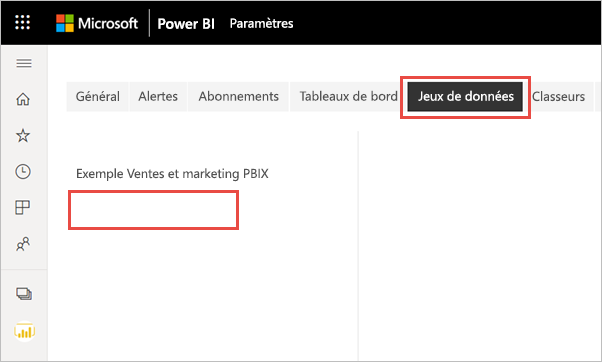 Microsoft Power BI Paramètres
Général Alertes Abonnements Tableaux de bord Jeux de données Classeurs
Exemple Ventes et marketing PBIX